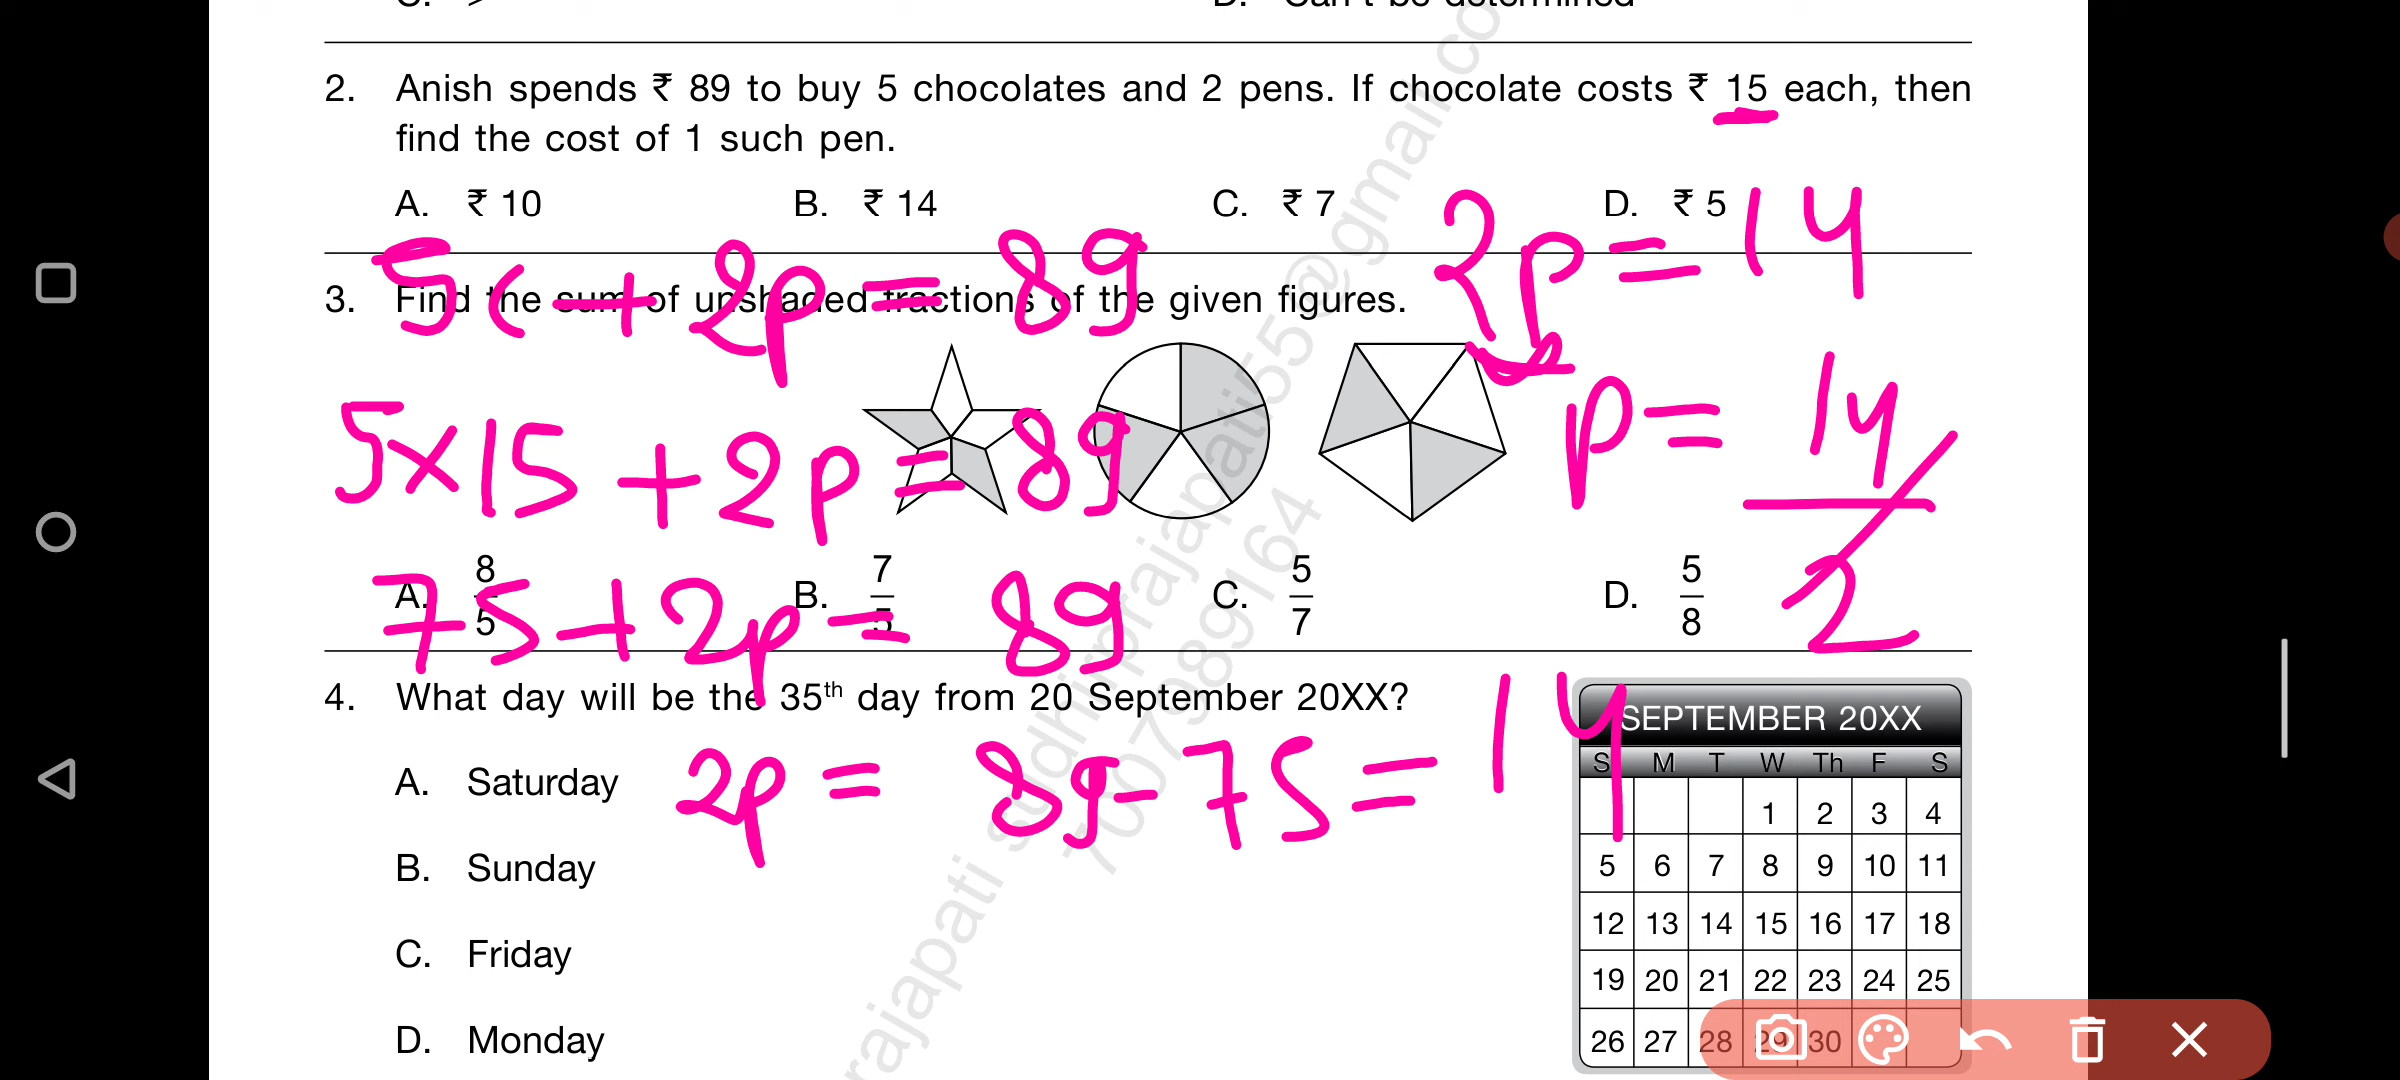 2. Anish spends ₹ 89 to buy 5 chocolates and 2 pens. If chocolate costs ₹ 15 each, then
find the cost of 1 such pen.
A. ₹ 10 B. ₹ 14 C. ₹ 7 D. ₹ 5
5c + 2p = 89
2p = 14
3. Find the sum of unshaded fractions of the given figures.
5x15 + 2p = 89
p = 14/2
A. 8/5 B. 7/5 C. 5/7 D. 5/8
75 + 2p = 89
4. What day will be the 35th day from 20 September 20XX?
2p = 89 - 75 = 14
A. Saturday
B. Sunday
C. Friday
D. Monday
SEPTEMBER 20XX
S M T W Th F S
1 2 3 4
5 6 7 8 9 10 11
12 13 14 15 16 17 18
19 20 21 22 23 24 25
26 27 28 29 30
7007989164